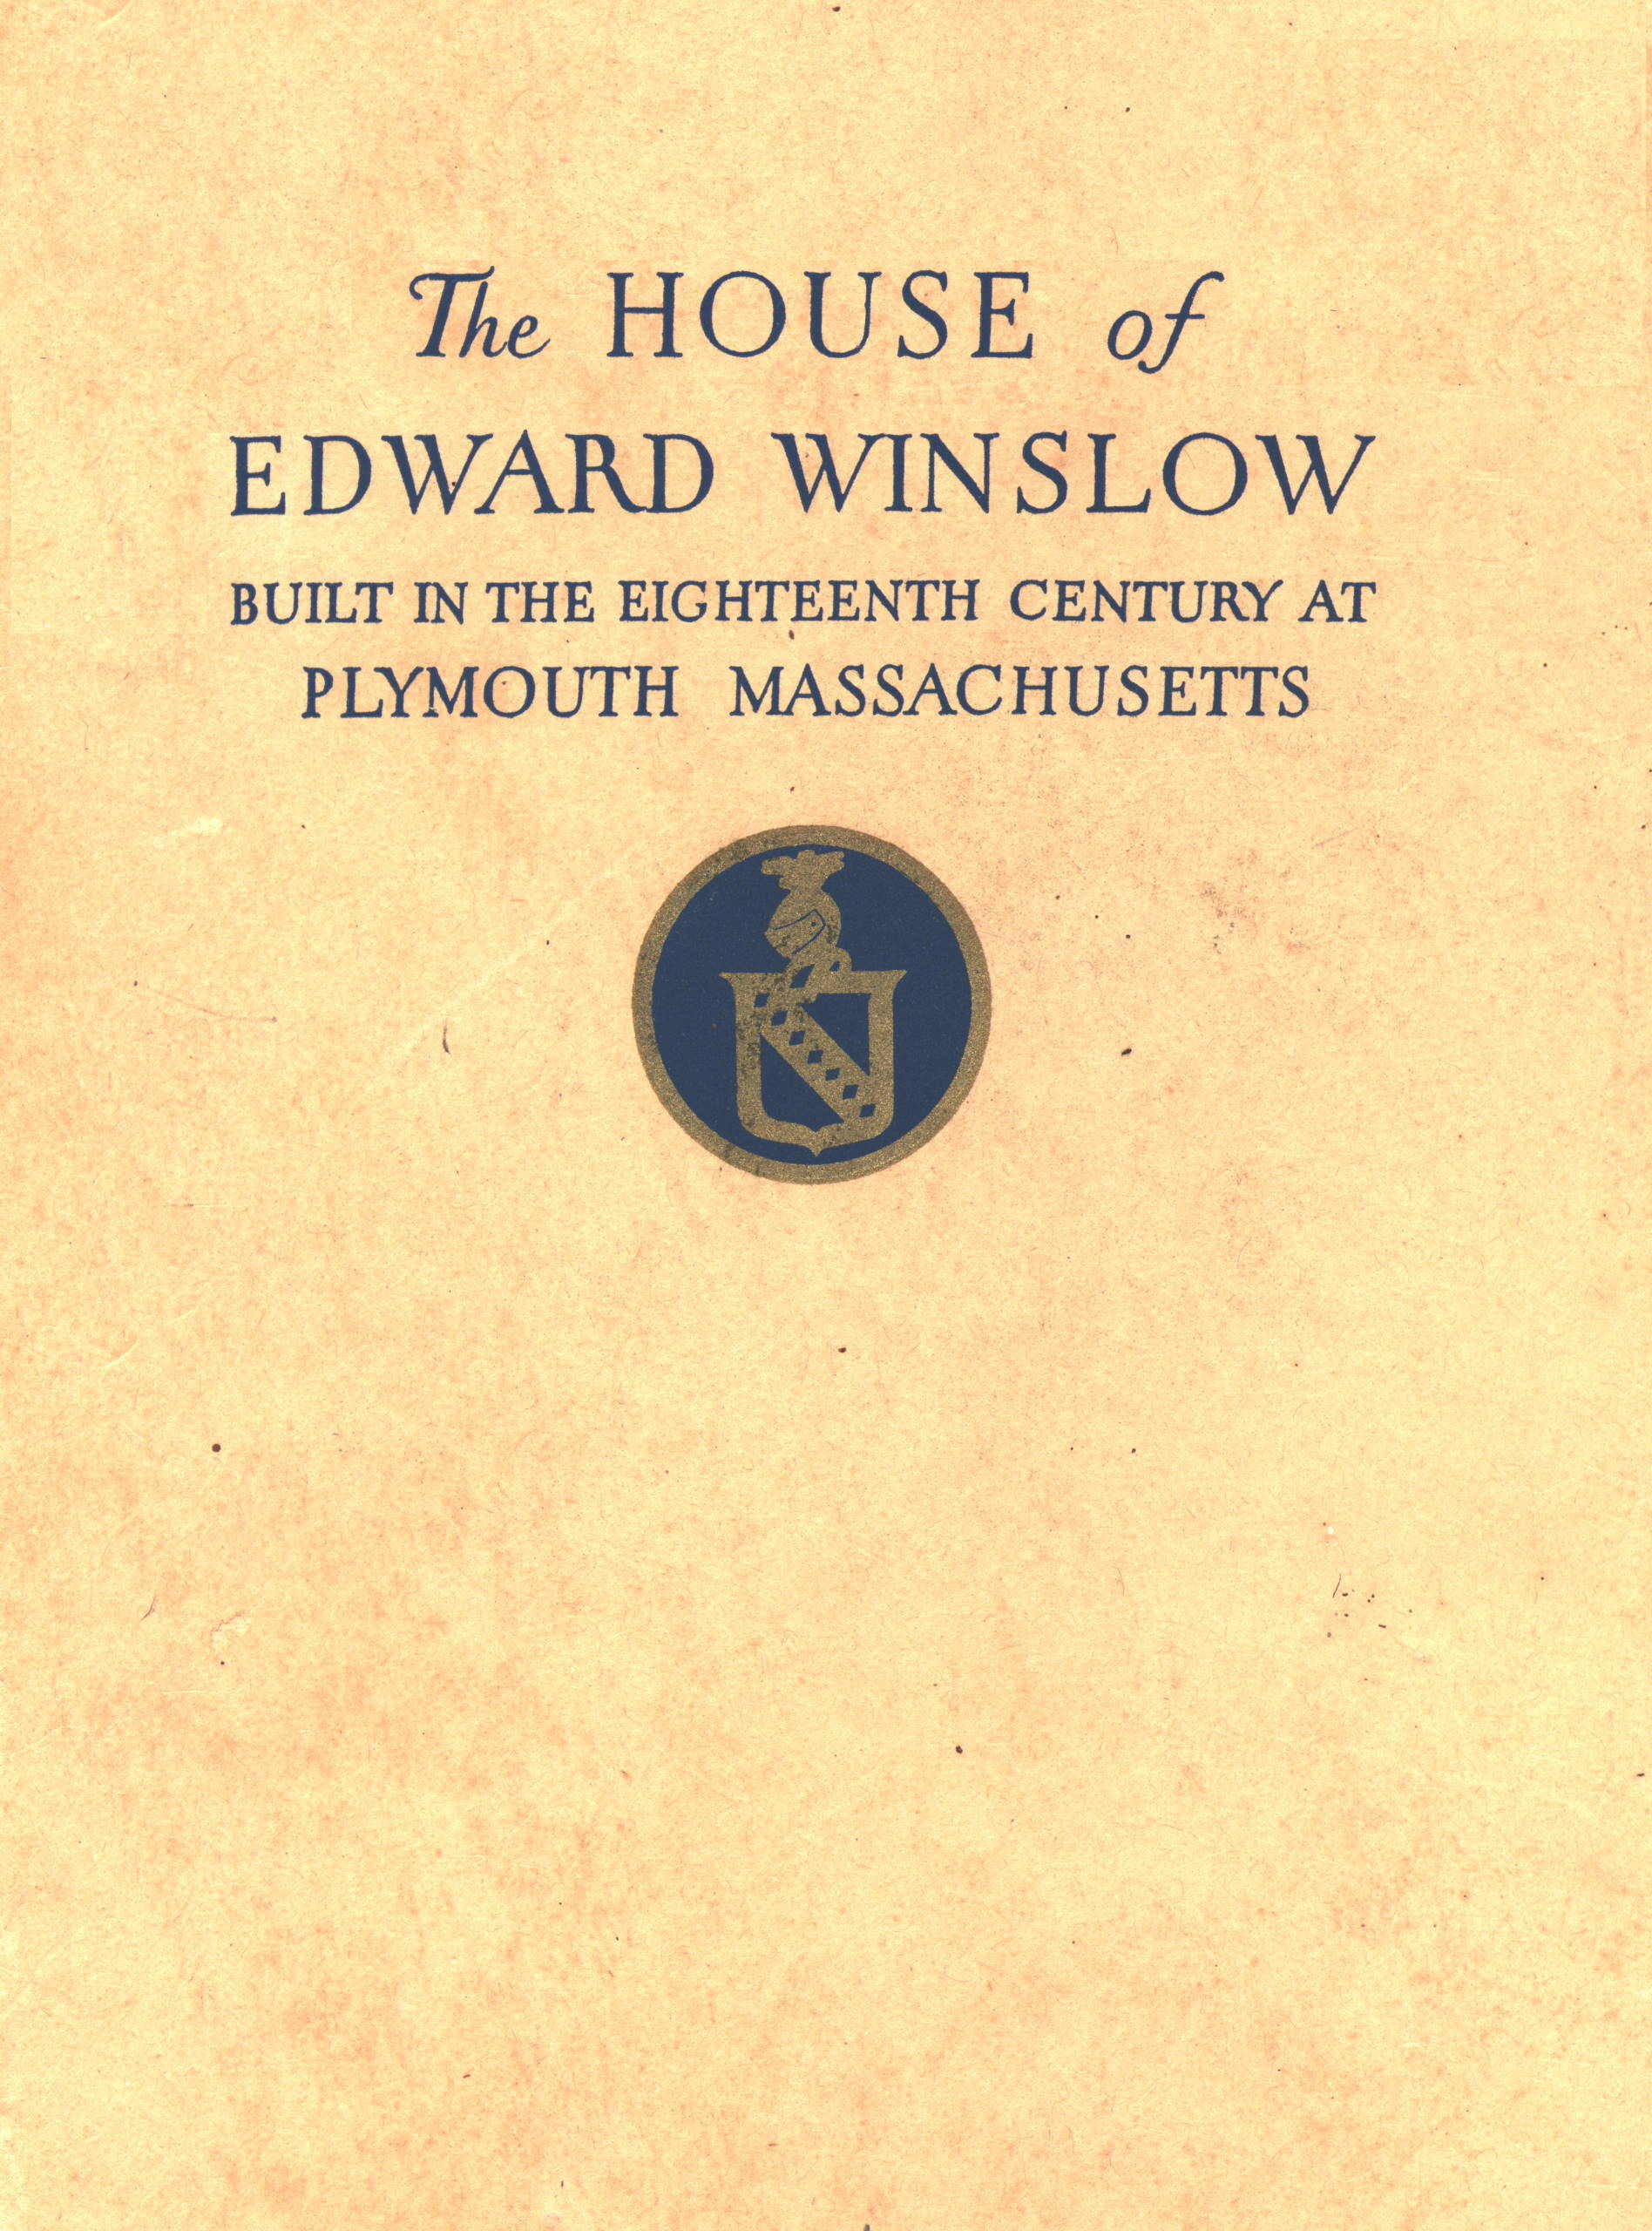 The HOUSE of
EDWARD WINSLOW
BUILT IN THE EIGHTEENTH CENTURY AT
PLYMOUTH MASSACHUSETTS